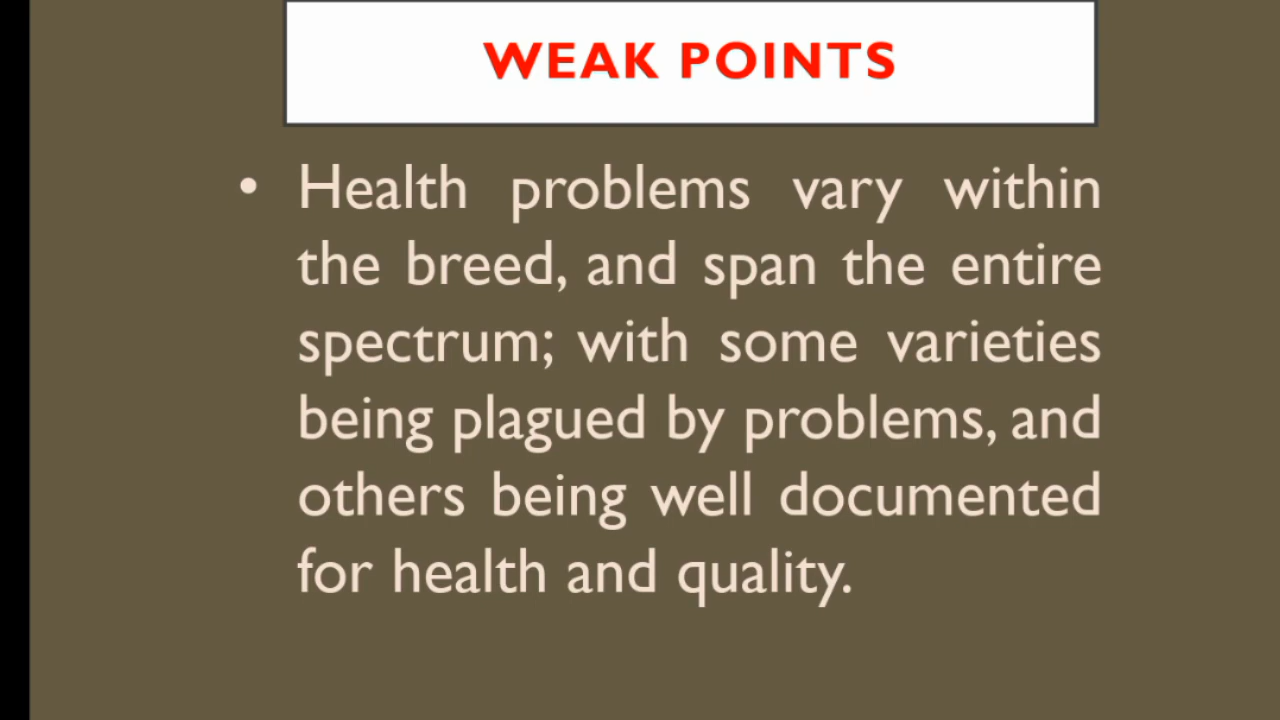 WEAK POINTS
• Health problems vary within
the breed, and span the entire
spectrum; with some varieties
being plagued by problems, and
others being well documented
for health and quality.